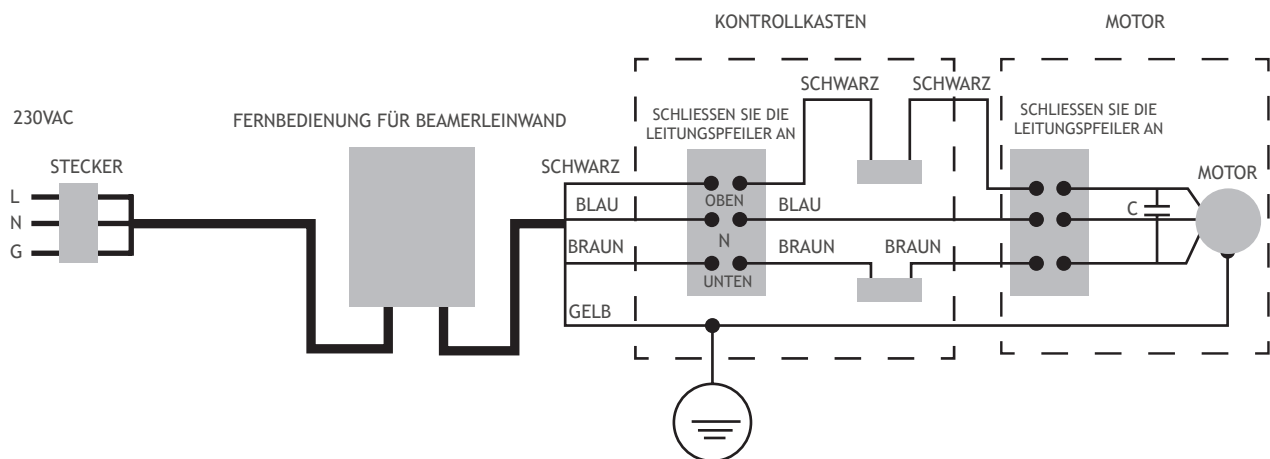 KONTROLLKASTEN
MOTOR
SCHWARZ
SCHWARZ
230VAC
FERNBEDIENUNG FÜR BEAMERLEINWAND
SCHLIESSEN SIE DIE
LEITUNGSPFEILER AN
SCHLIESSEN SIE DIE
LEITUNGSPFEILER AN
STECKER
SCHWARZ
MOTOR
L
OBEN
BLAU
BLAU
C
N
N
BRAUN
BRAUN
BRAUN
G
UNTEN
GELB